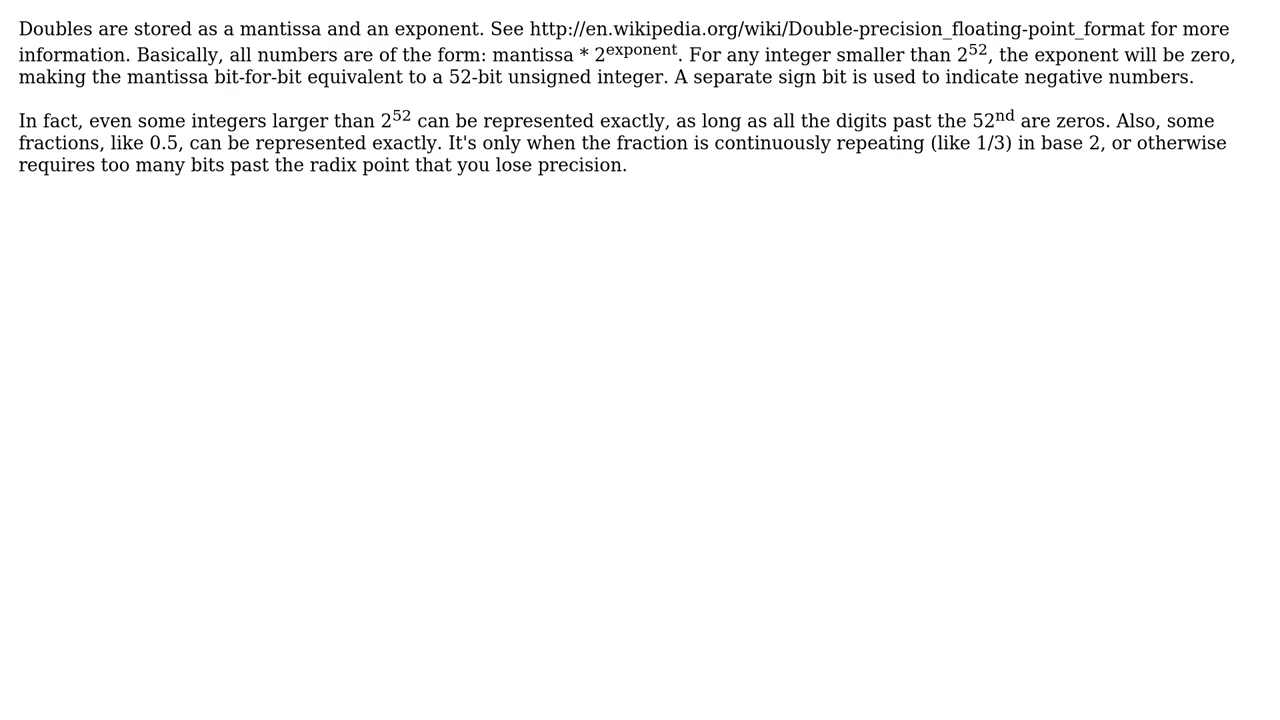 Doubles are stored as a mantissa and an exponent. See http://en.wikipedia.org/wiki/Double-precision_floating-point_format for more
information. Basically, all numbers are of the form: mantissa * 2^exponent. For any integer smaller than 2^52, the exponent will be zero,
making the mantissa bit-for-bit equivalent to a 52-bit unsigned integer. A separate sign bit is used to indicate negative numbers.
In fact, even some integers larger than 2^52 can be represented exactly, as long as all the digits past the 52nd are zeros. Also, some
fractions, like 0.5, can be represented exactly. It's only when the fraction is continuously repeating (like 1/3) in base 2, or otherwise
requires too many bits past the radix point that you lose precision.